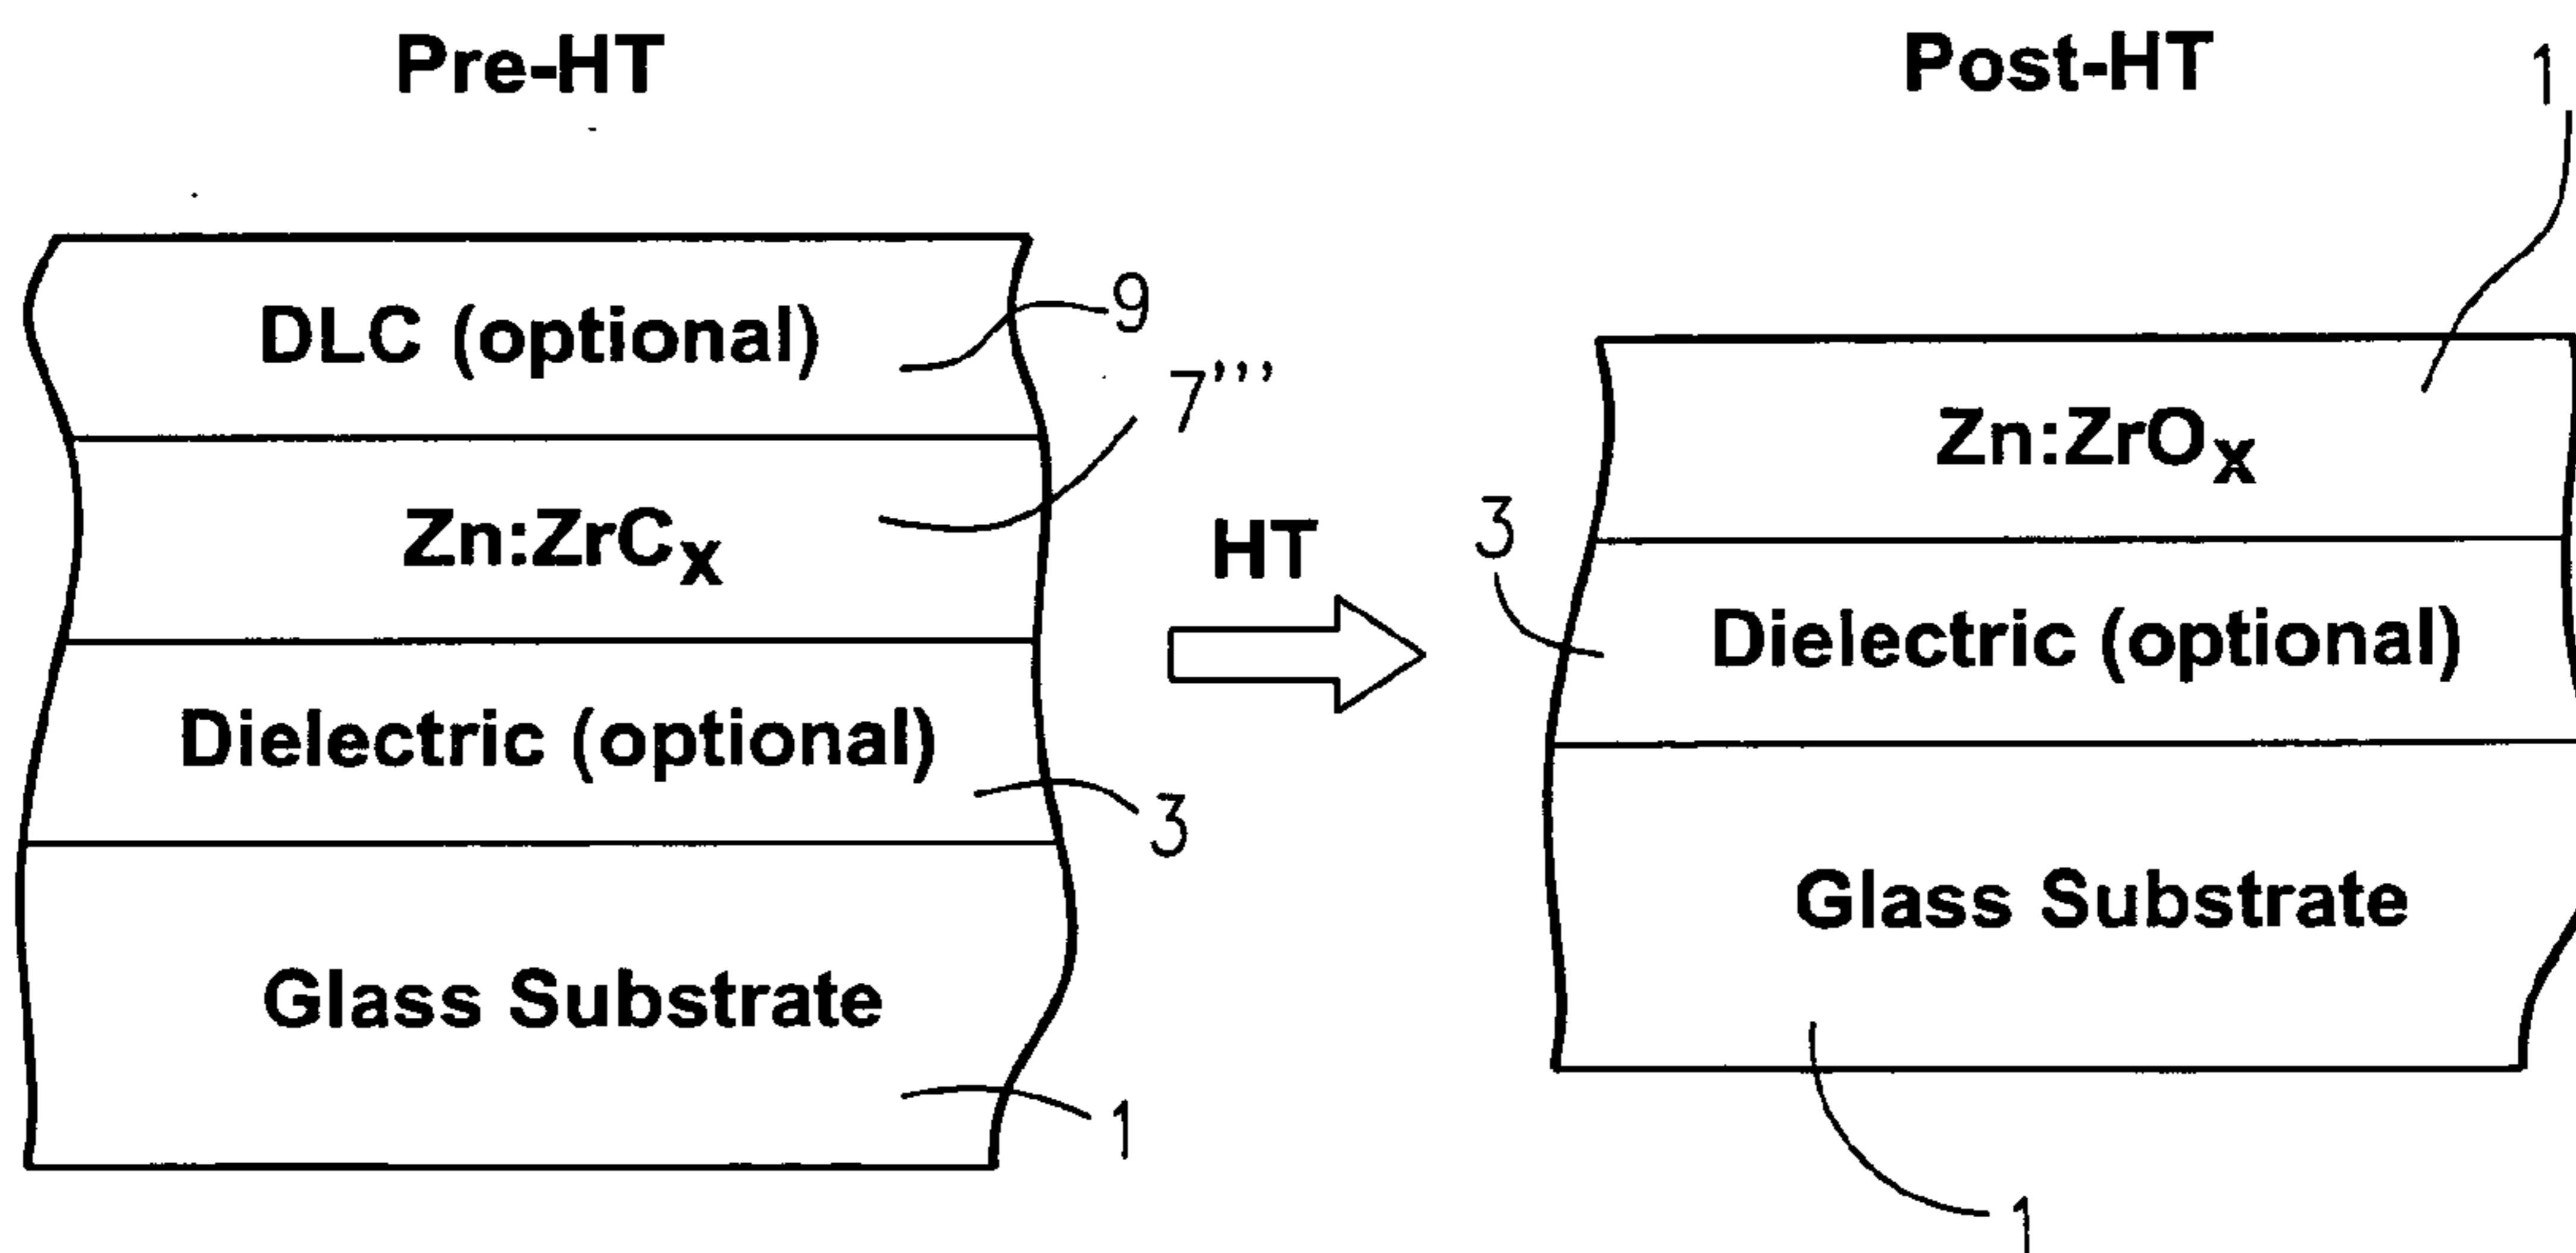 Pre-HT
DLC (optional)
9
7'''
Zn:ZrCx
Dielectric (optional)
3
Glass Substrate
1
HT
Post-HT
1
Zn:ZrOx
3
Dielectric (optional)
Glass Substrate
1